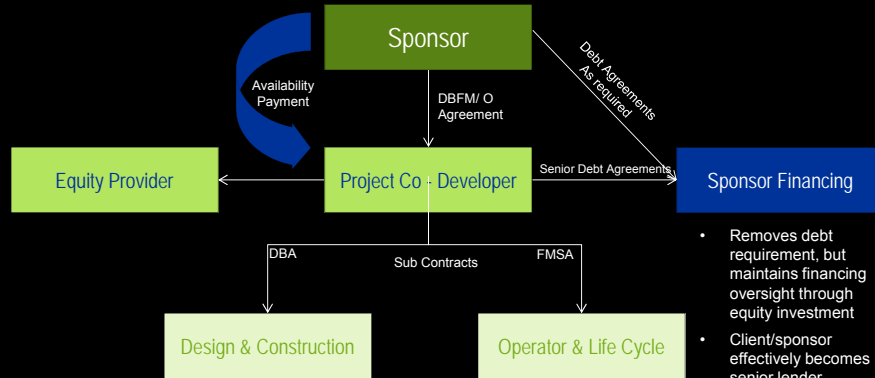 Sponsor
Debt Agreements
As required
Availability
Payment
DBFM/ O
Agreement
Equity Provider
Project Co - Developer
Senior Debt Agreements
Sponsor Financing
DBA
Sub Contracts
FMSA
Design & Construction
Operator & Life Cycle
• Removes debt
requirement, but
maintains financing
oversight through
equity investment
• Client/sponsor
effectively becomes
senior lender